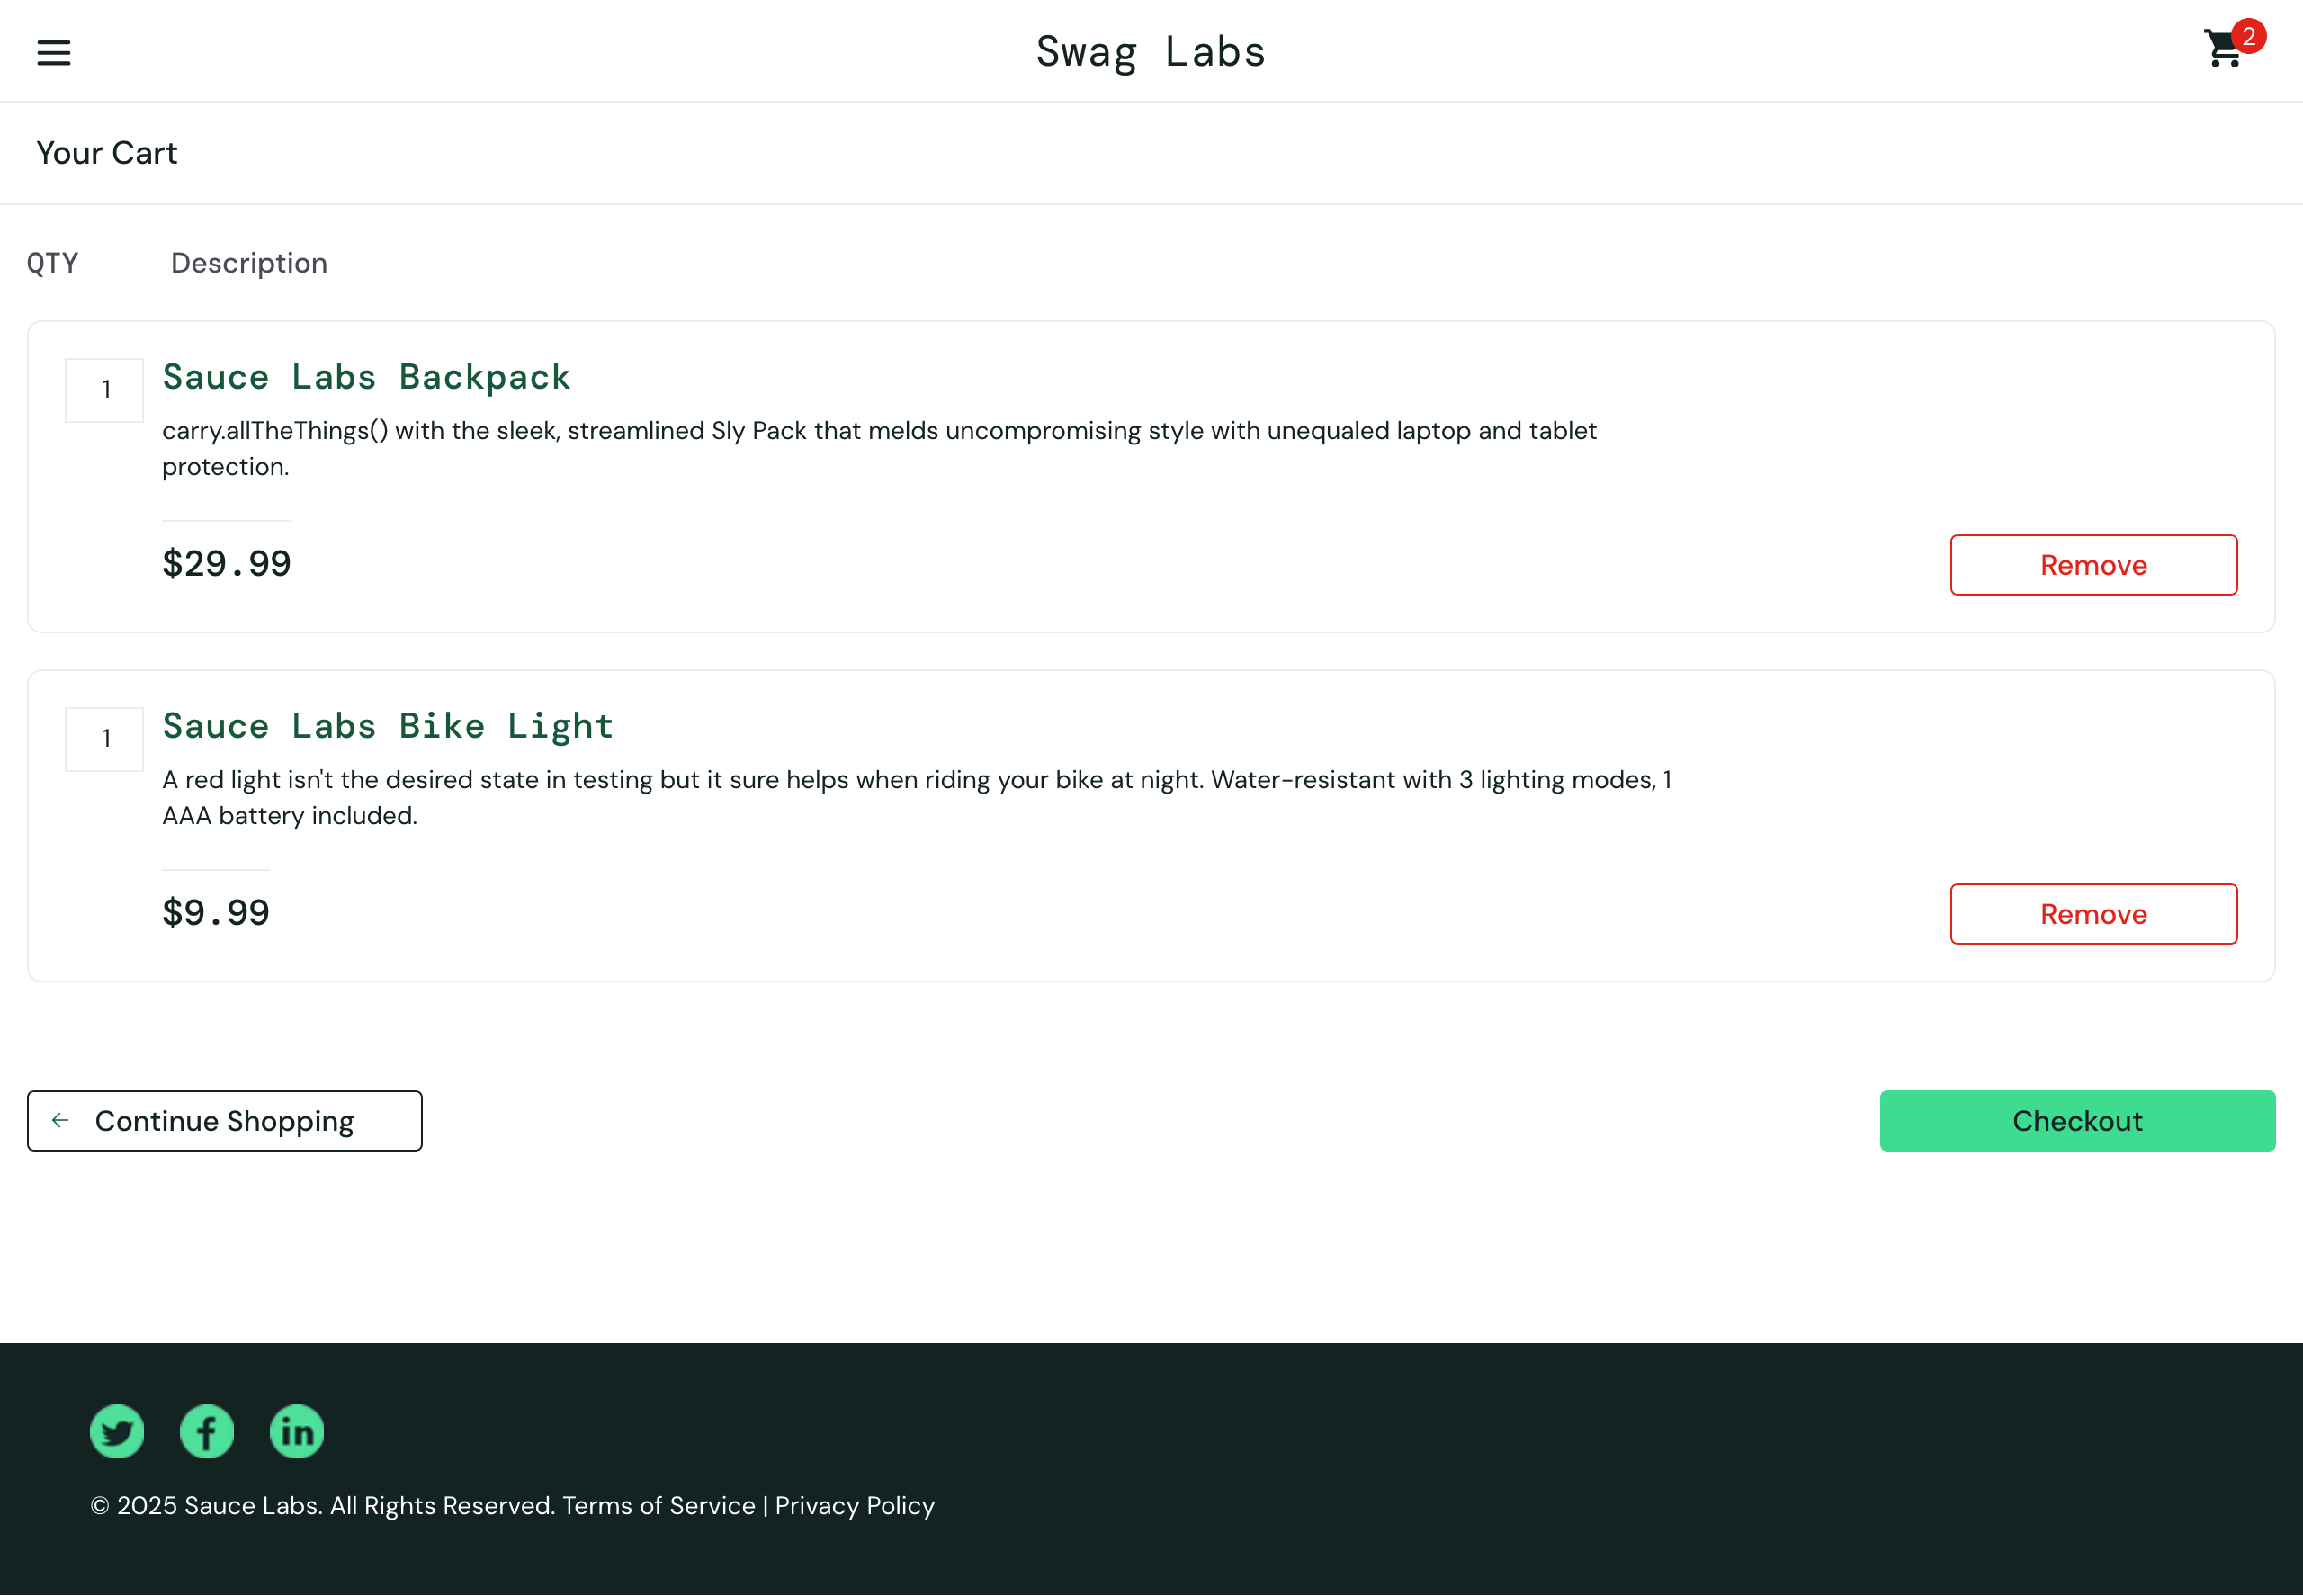 Swag Labs
2
Your Cart
QTY Description
1
Sauce Labs Backpack
carry.allTheThings() with the sleek, streamlined Sly Pack that melds uncompromising style with unequaled laptop and tablet
protection.
$29.99
Remove
1
Sauce Labs Bike Light
A red light isn't the desired state in testing but it sure helps when riding your bike at night. Water-resistant with 3 lighting modes, 1
AAA battery included.
$9.99
Remove
Continue Shopping
Checkout
© 2025 Sauce Labs. All Rights Reserved. Terms of Service | Privacy Policy